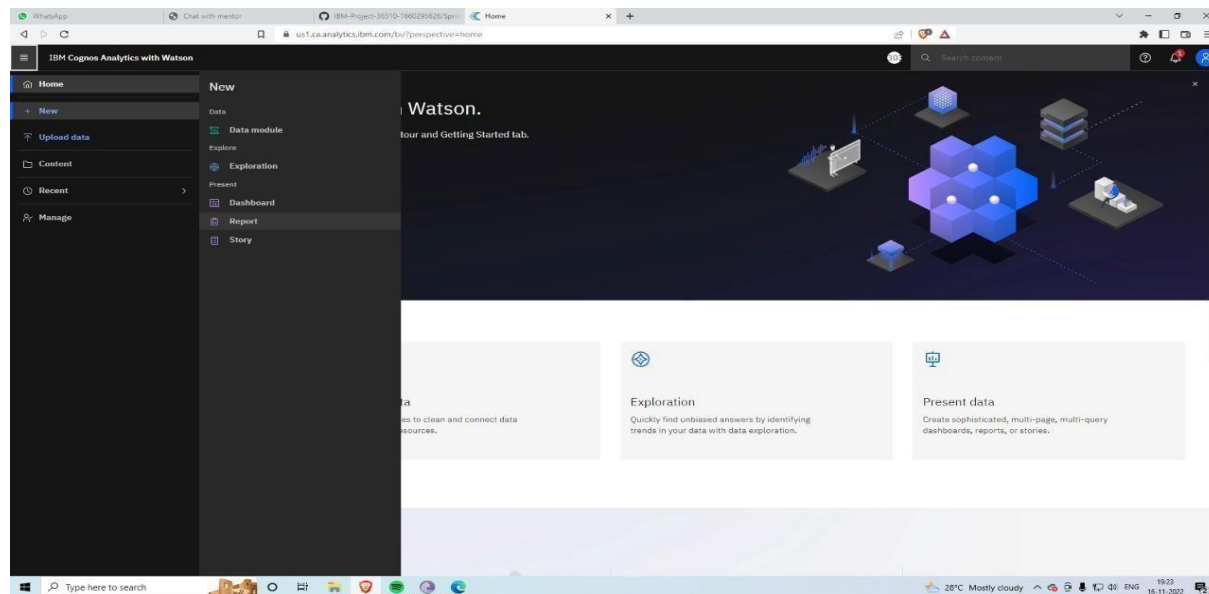 WhatsApp
Chat with mentor
IBM-Project-36510-1660295626/Sprin
Home
us1.ca.analytics.ibm.com/bi/?perspective=home
IBM Cognos Analytics with Watson
Search content
Home
New
Upload data
Content
Recent
Manage
New
Data
Data module
Explore
Exploration
Present
Dashboard
Report
Story
Watson.
tour and Getting Started tab.
ta
es to clean and connect data
esources.
Exploration
Quickly find unbiased answers by identifying
trends in your data with data exploration.
Present data
Create sophisticated, multi-page, multi-query
dashboards, reports, or stories.
Type here to search
28°C Mostly cloudy
ENG
19:23
16-11-2022